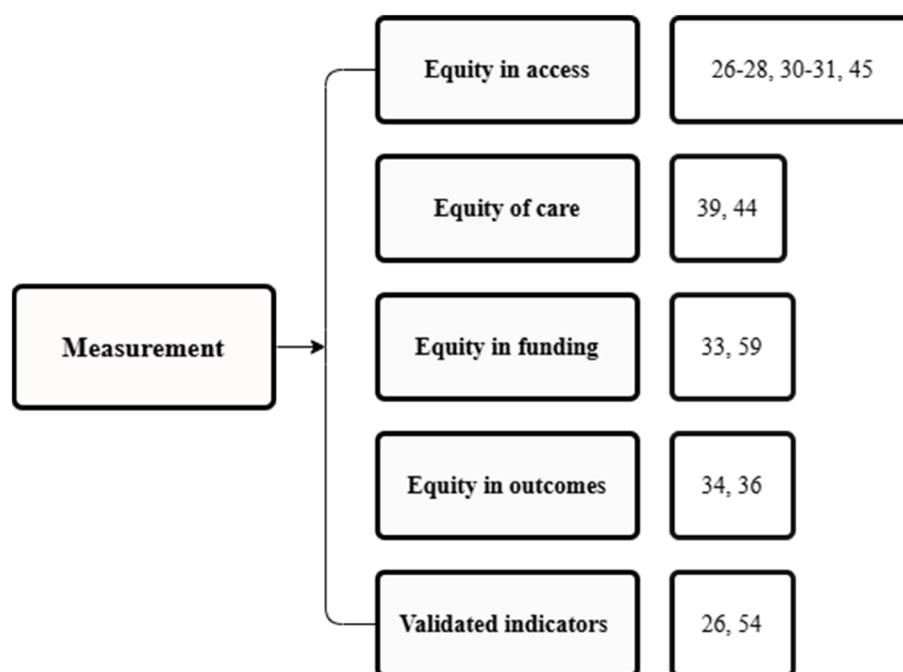 Equity in access
26-28, 30-31, 45
Equity of care
39, 44
Measurement
Equity in funding
33, 59
Equity in outcomes
34, 36
Validated indicators
26, 54